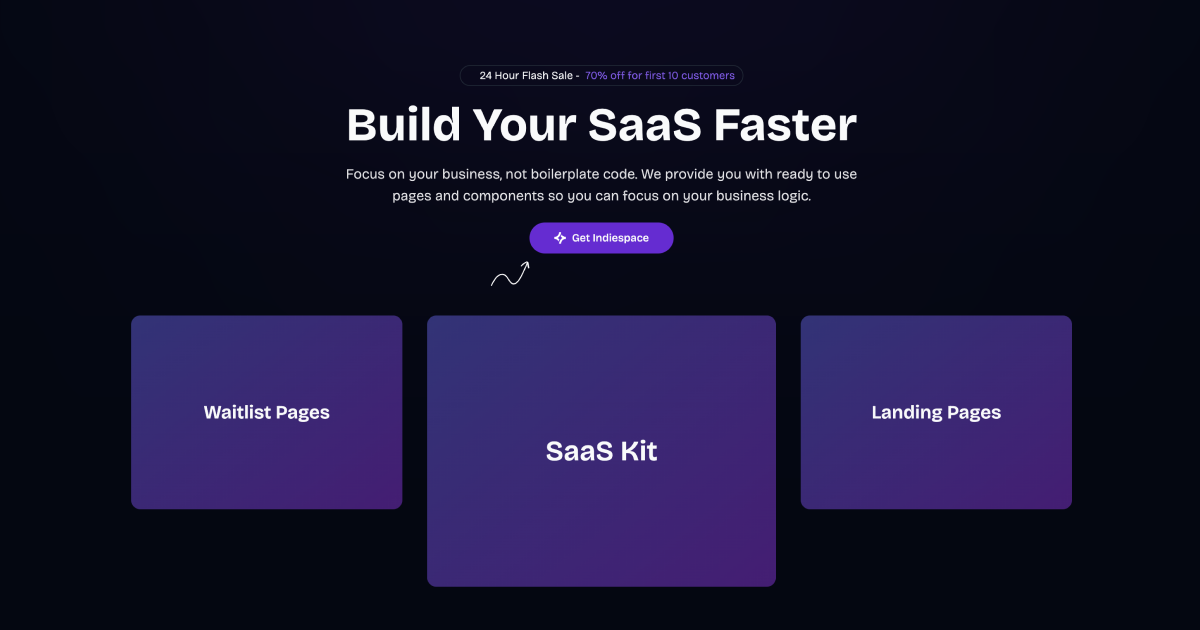 24 Hour Flash Sale - 70% off for first 10 customers
Build Your SaaS Faster
Focus on your business, not boilerplate code. We provide you with ready to use
pages and components so you can focus on your business logic.
Get Indiespace
Waitlist Pages
SaaS Kit
Landing Pages